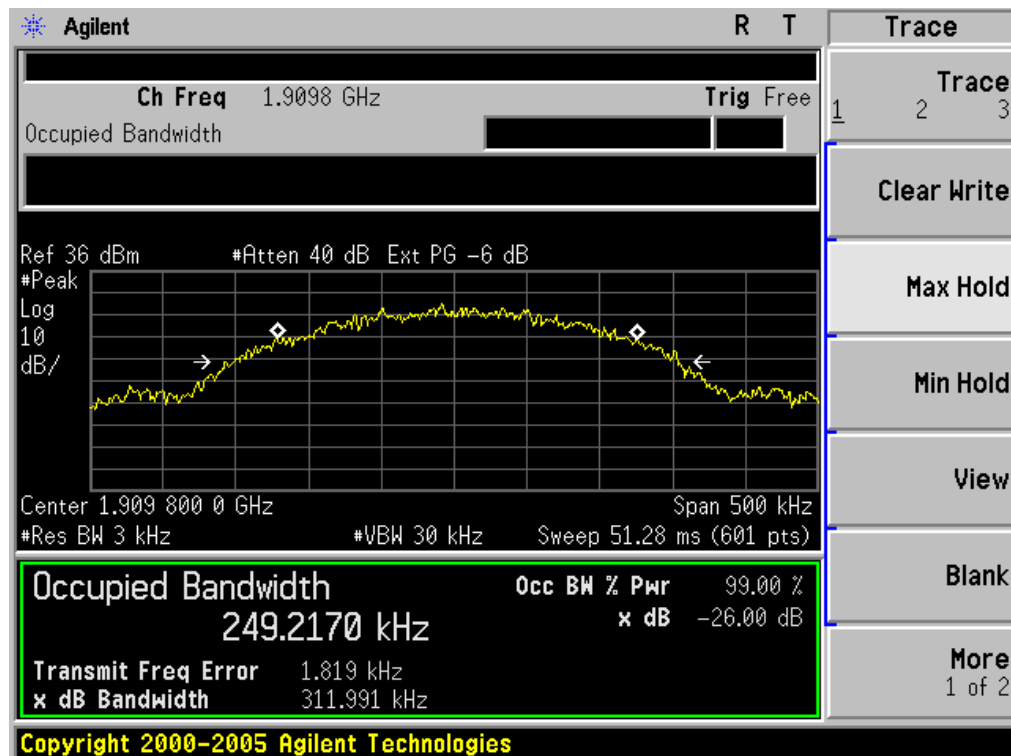 Agilent R T Trace
Trace
1 2 3
Ch Freq 1.9098 GHz Trig Free
Occupied Bandwidth
Clear Write
Ref 36 dBm #Atten 40 dB Ext PG -6 dB
#Peak
Log
10
dB/
Max Hold
Min Hold
View
Center 1.909 800 0 GHz Span 500 kHz
#Res BW 3 kHz #VBW 30 kHz Sweep 51.28 ms (601 pts)
Occupied Bandwidth Occ BW % Pwr 99.00 %
249.2170 kHz x dB -26.00 dB
Blank
Transmit Freq Error 1.819 kHz
x dB Bandwidth 311.991 kHz
More
1 of 2
Copyright 2000-2005 Agilent Technologies